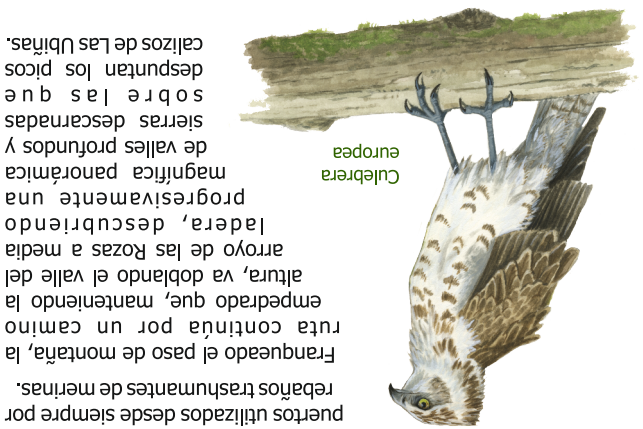 puertos utilizados desde siempre por
rebaños trashumantes de merinas.
Franqueado el paso de montaña, la
ruta continúa por un camino
empedrado que, manteniendo la
altura, va doblando el valle del
arroyo de las Rozas a media
ladera, descubriendo
progresivamente una
magnífica panorámica
de valles profundos y
sierras descarnadas
sobre las que
despuntan los picos
calizos de Las Ubiñas.
Culebrera
europea